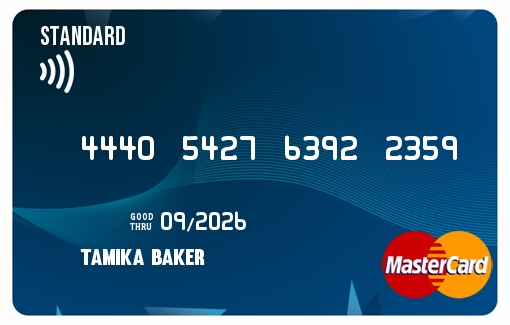 STANDARD
4440 5427 6392 2359
GOOD
THRU 09/2026
TAMIKA BAKER
MasterCard